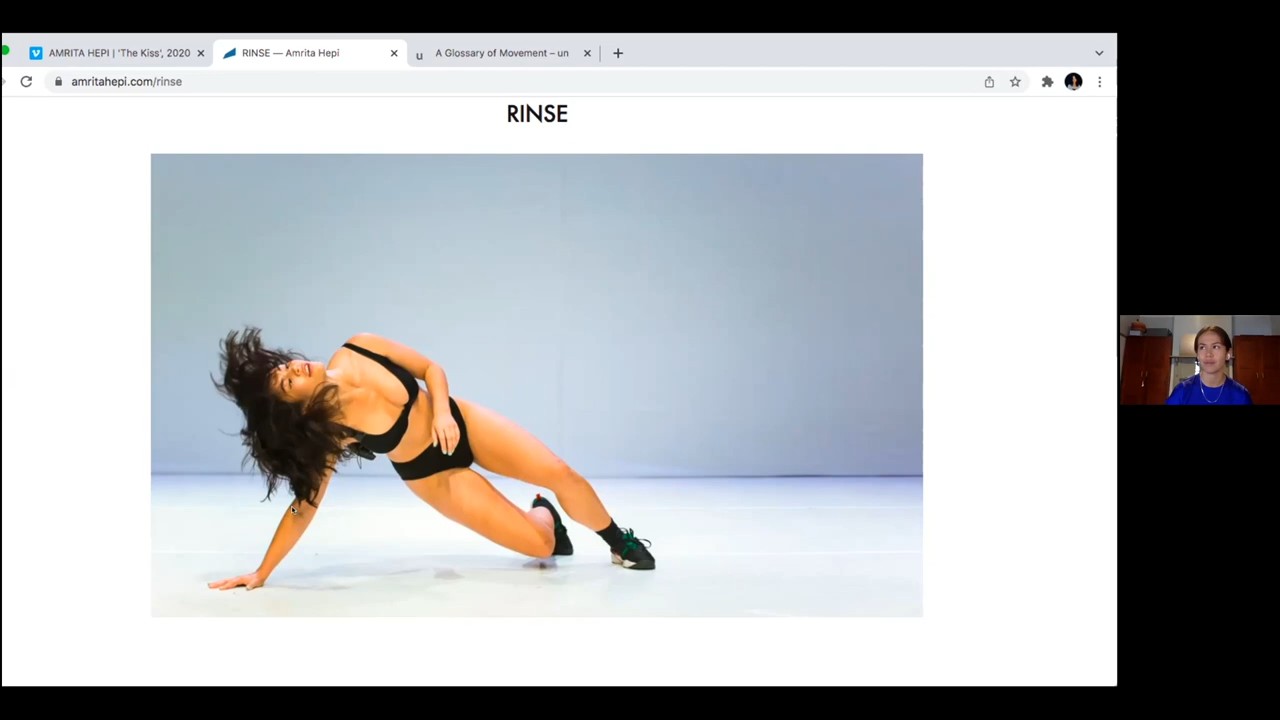 AMRITA HEPI | 'The Kiss', 2020
RINSE — Amrita Hepi
u A Glossary of Movement – un
amritahepi.com/rinse
RINSE